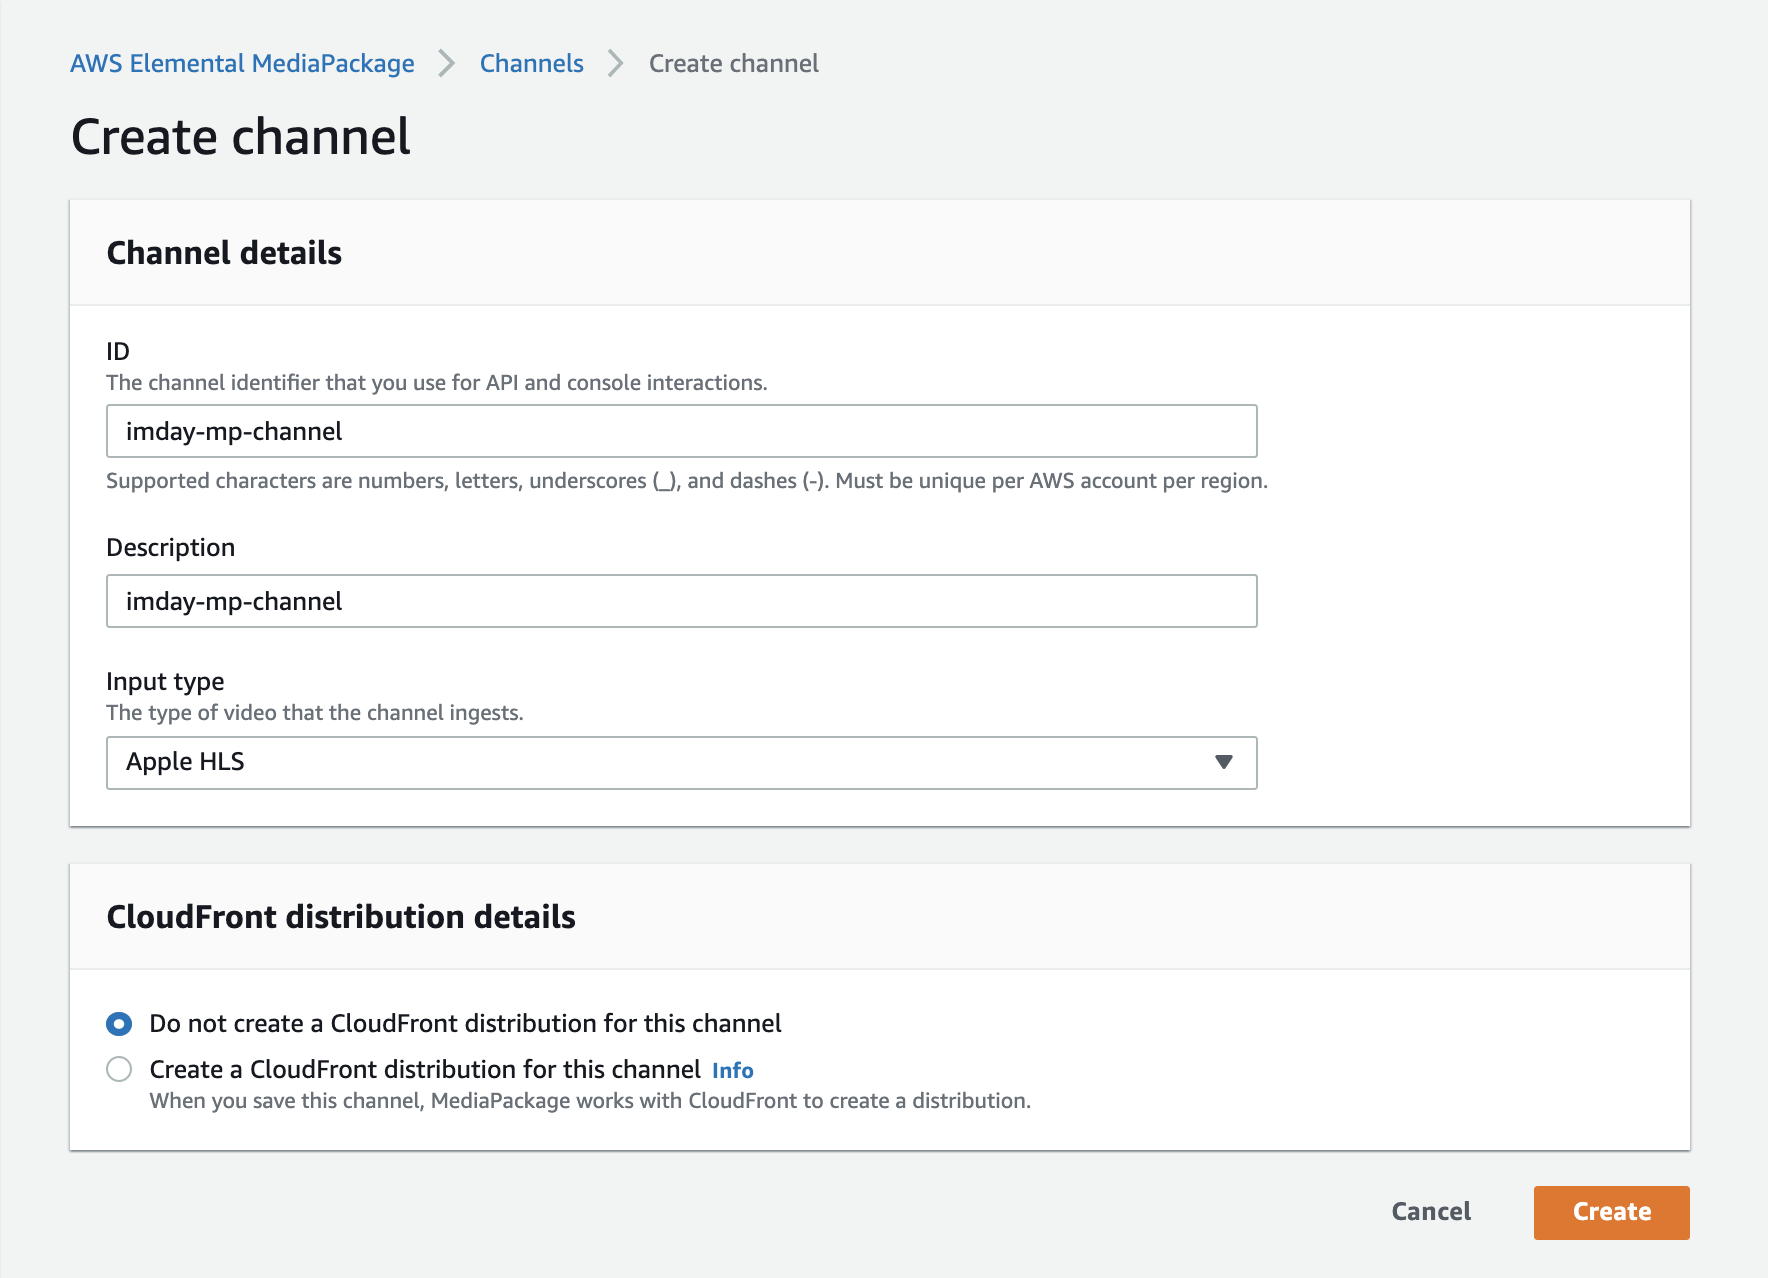 AWS Elemental MediaPackage > Channels > Create channel
Create channel
Channel details
ID
The channel identifier that you use for API and console interactions.
imday-mp-channel
Supported characters are numbers, letters, underscores (_), and dashes (-). Must be unique per AWS account per region.
Description
imday-mp-channel
Input type
The type of video that the channel ingests.
Apple HLS
CloudFront distribution details
Do not create a CloudFront distribution for this channel
Create a CloudFront distribution for this channel Info
When you save this channel, MediaPackage works with CloudFront to create a distribution.
Cancel Create